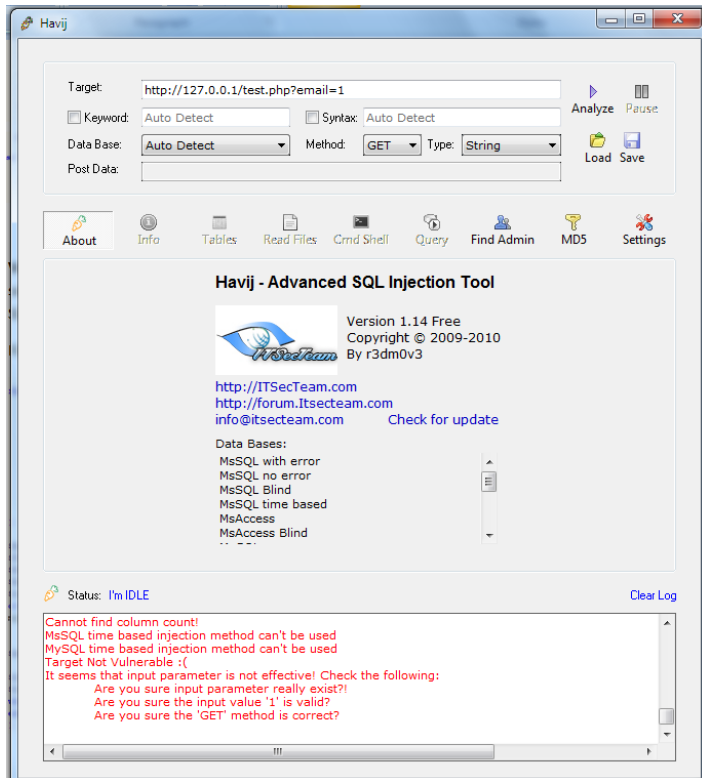 Havij
Target: http://127.0.0.1/test.php?email=1
Analyze Pause
Keyword: Auto Detect Syntax: Auto Detect
Data Base: Auto Detect Method: GET Type: String
Load Save
Post Data:
About Info Tables Read Files Cmd Shell Query Find Admin MD5 Settings
Havij - Advanced SQL Injection Tool
ITSecTeam
Version 1.14 Free
Copyright © 2009-2010
By r3dm0v3
http://ITSecTeam.com
http://forum.Itsecteam.com
info@itsecteam.com Check for update
Data Bases:
MsSQL with error
MsSQL no error
MsSQL Blind
MsSQL time based
MsAccess
MsAccess Blind
Status: I'm IDLE Clear Log
Cannot find column count!
MsSQL time based injection method can't be used
MySQL time based injection method can't be used
Target Not Vulnerable :(
It seems that input parameter is not effective! Check the following:
Are you sure input parameter really exist?!
Are you sure the input value '1' is valid?
Are you sure the 'GET' method is correct?